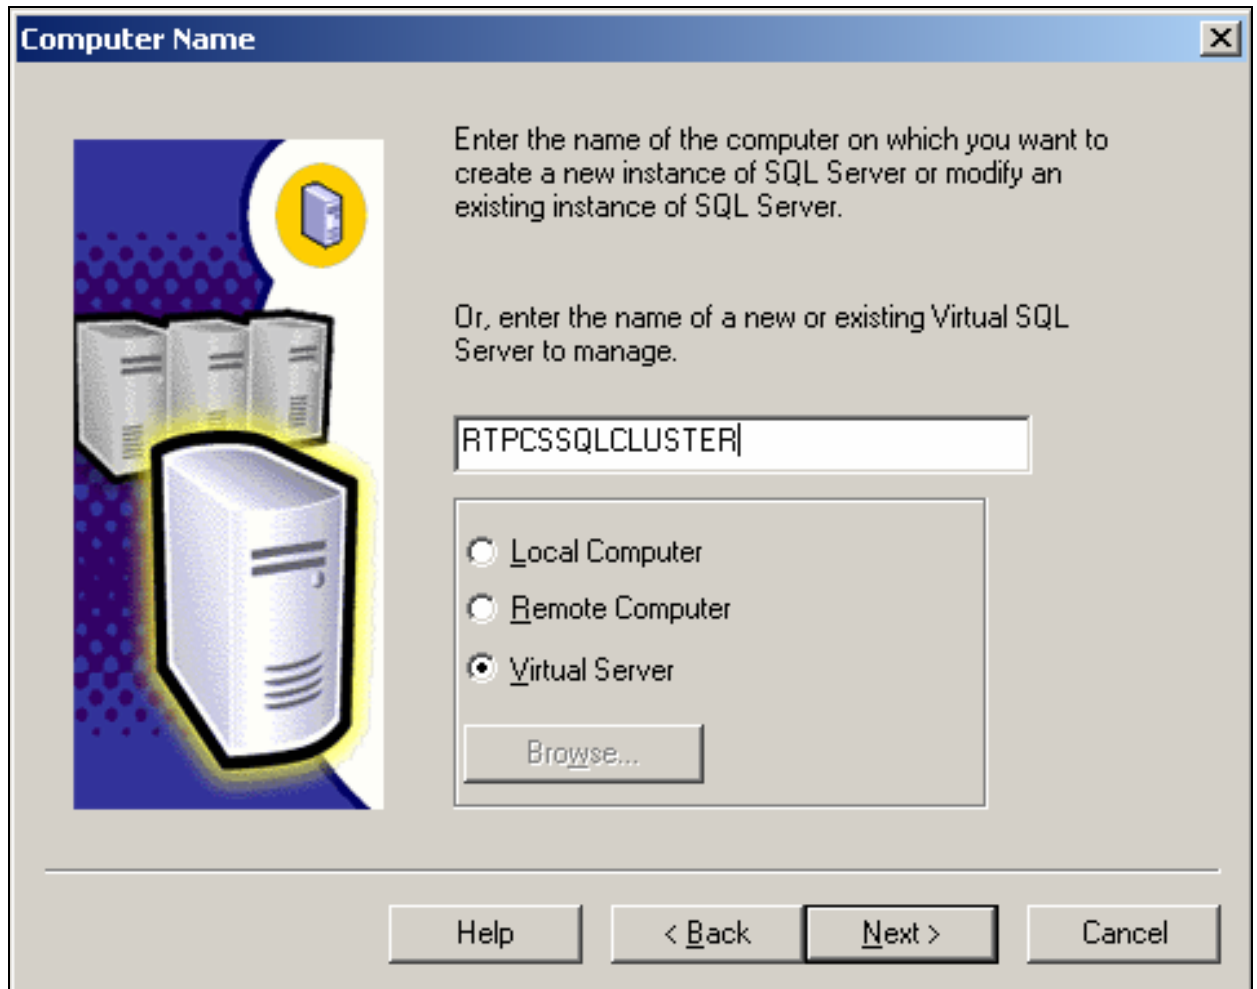 Computer Name
Enter the name of the computer on which you want to
create a new instance of SQL Server or modify an
existing instance of SQL Server.
Or, enter the name of a new or existing Virtual SQL
Server to manage.
RTPCSSQLCLUSTER
Local Computer
Remote Computer
Virtual Server
Browse...
Help
< Back
Next >
Cancel